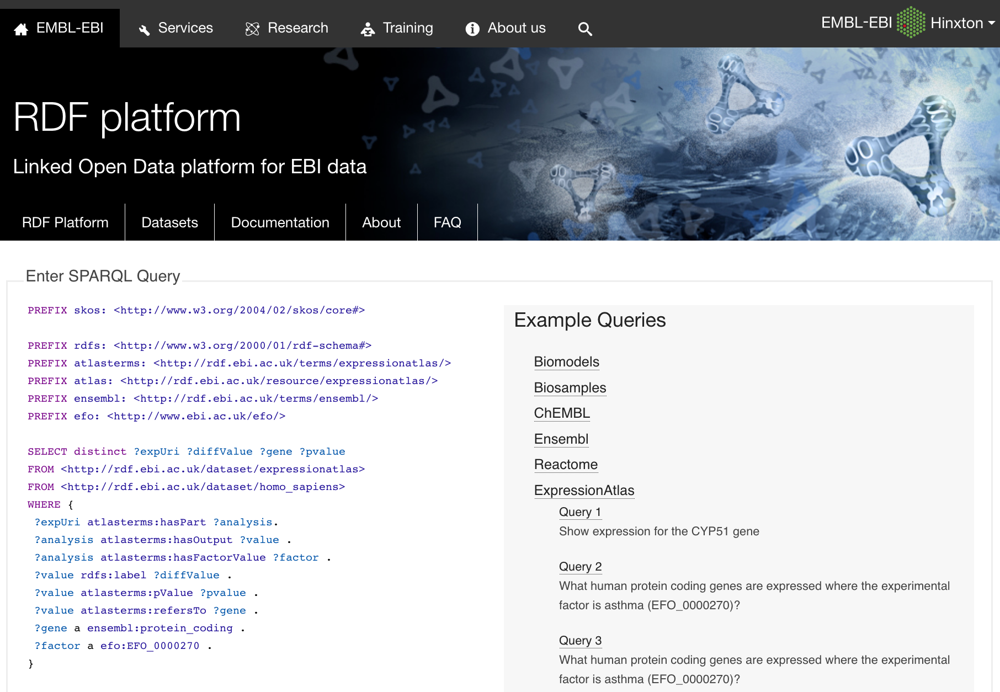 EMBL-EBI Services Research Training About us EMBL-EBI Hinxton
RDF platform
Linked Open Data platform for EBI data
RDF Platform Datasets Documentation About FAQ
Enter SPARQL Query
PREFIX skos: <http://www.w3.org/2004/02/skos/core#>
PREFIX rdfs: <http://www.w3.org/2000/01/rdf-schema#>
PREFIX atlasterms: <http://rdf.ebi.ac.uk/terms/expressionatlas/>
PREFIX atlas: <http://rdf.ebi.ac.uk/resource/expressionatlas/>
PREFIX ensembl: <http://rdf.ebi.ac.uk/terms/ensembl/>
PREFIX efo: <http://www.ebi.ac.uk/efo/>
SELECT distinct ?expUri ?diffValue ?gene ?pvalue
FROM <http://rdf.ebi.ac.uk/dataset/expressionatlas>
FROM <http://rdf.ebi.ac.uk/dataset/homo_sapiens>
WHERE {
?expUri atlasterms:hasPart ?analysis.
?analysis atlasterms:hasOutput ?value .
?analysis atlasterms:hasFactorValue ?factor .
?value rdfs:label ?diffValue .
?value atlasterms:pValue ?pvalue .
?value atlasterms:refersTo ?gene .
?gene a ensembl:protein_coding .
?factor a efo:EFO_0000270 .
}
Example Queries
Biomodels
Biosamples
ChEMBL
Ensembl
Reactome
ExpressionAtlas
Query 1
Show expression for the CYP51 gene
Query 2
What human protein coding genes are expressed where the experimental
factor is asthma (EFO_0000270)?
Query 3
What human protein coding genes are expressed where the experimental
factor is asthma (EFO_0000270)?